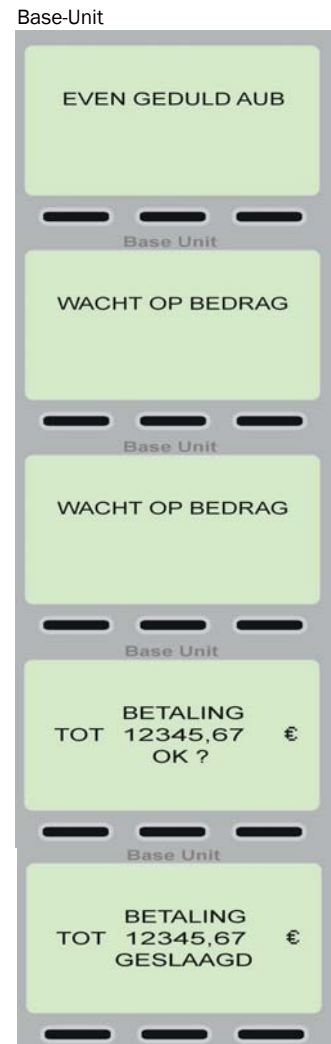 Base-Unit
EVEN GEDULD AUB
Base Unit
WACHT OP BEDRAG
Base Unit
WACHT OP BEDRAG
Base Unit
BETALING
TOT 12345,67 €
OK ?
Base Unit
BETALING
TOT 12345,67 €
GESLAAGD